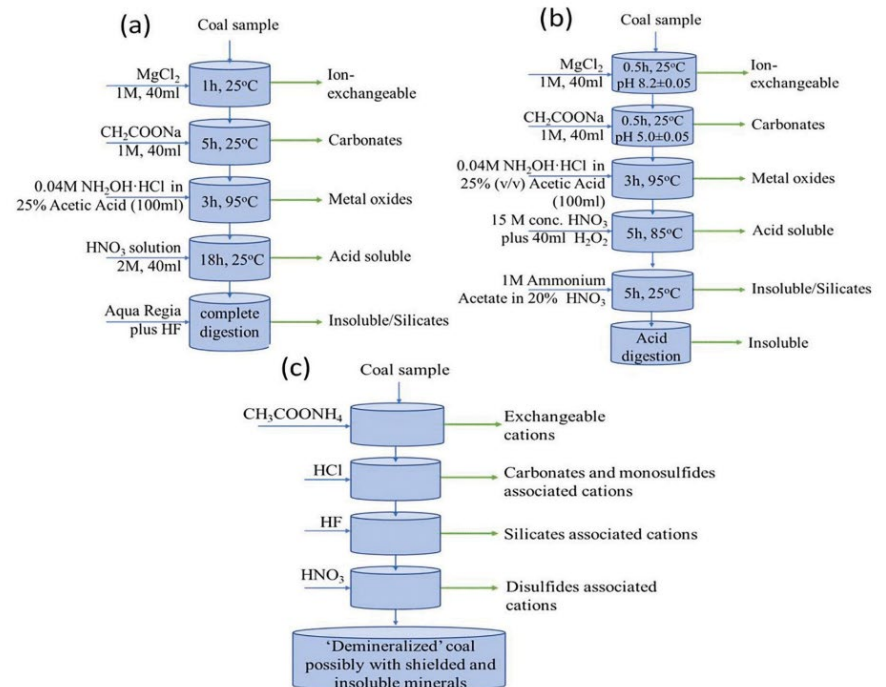 (a)
Coal sample
MgCl₂
1M, 40ml
1h, 25°C
Ion-
exchangeable
CH₂COONa
1M, 40ml
5h, 25°C
Carbonates
0.04M NH₂OH·HCl in
25% Acetic Acid (100ml)
3h, 95°C
Metal oxides
HNO₃ solution
2M, 40ml
18h, 25°C
Acid soluble
Aqua Regia
plus HF
complete
digestion
Insoluble/Silicates
(b)
Coal sample
MgCl₂
1M, 40ml
0.5h, 25°C
pH 8.2±0.05
Ion-
exchangeable
CH₂COONa
1M, 40ml
0.5h, 25°C
pH 5.0±0.05
Carbonates
0.04M NH₂OH·HCl in
25% (v/v) Acetic Acid
(100ml)
3h, 95°C
Metal oxides
15 M conc. HNO₃
plus 40ml H₂O₂
5h, 85°C
Acid soluble
1M Ammonium
Acetate in 20% HNO₃
5h, 25°C
Insoluble/Silicates
Acid
digestion
Insoluble
(c)
Coal sample
CH₃COONH₄
Exchangeable
cations
HCl
Carbonates and monosulfides
associated cations
HF
Silicates associated cations
HNO₃
Disulfides associated
cations
‘Demineralized’ coal
possibly with shielded and
insoluble minerals